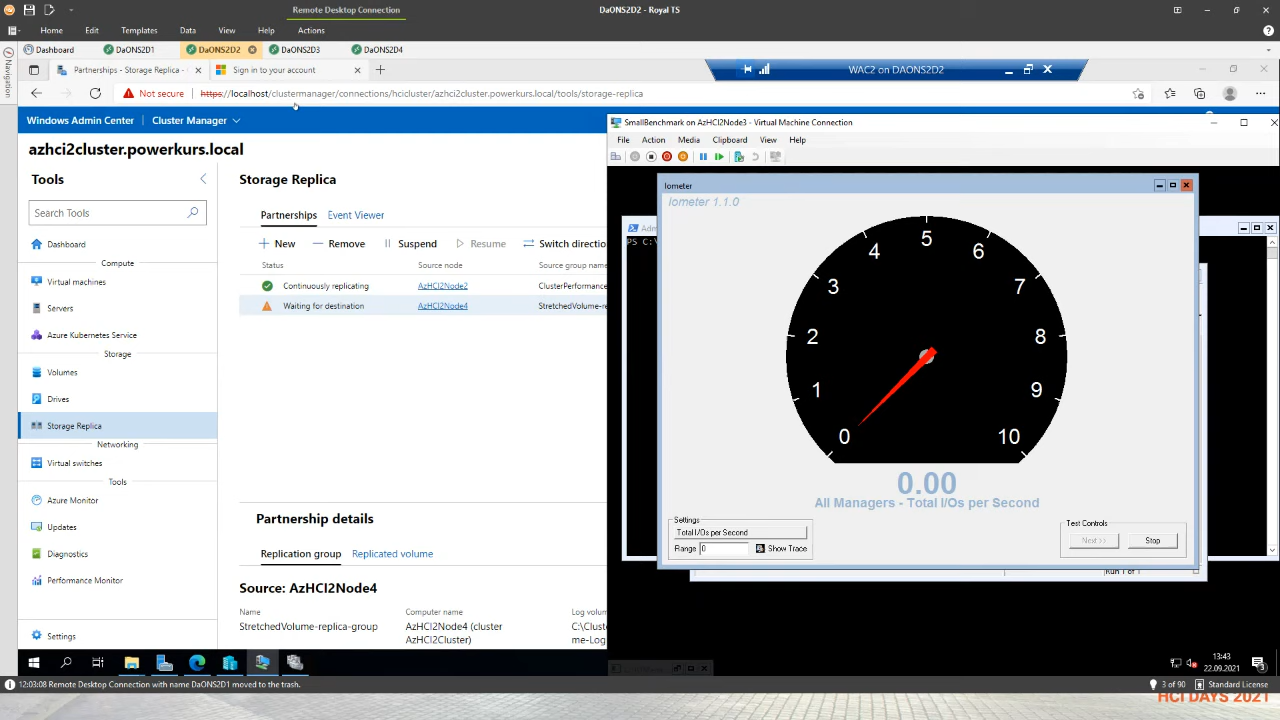 Remote Desktop Connection
DaONS2D2 - Royal TS
Home Edit Templates Data View Help Actions
Dashboard DaONS2D1 DaONS2D2 DaONS2D3 DaONS2D4
Navigation
Partnerships - Storage Replica - Sign in to your account
WAC2 on DAONS2D2
Not secure https://localhost/clustermanager/connections/hcicluster/azhci2cluster.powerkurs.local/tools/storage-replica
Windows Admin Center Cluster Manager
azhci2cluster.powerkurs.local
Tools
Search Tools
Dashboard
Compute
Virtual machines
Servers
Azure Kubernetes Service
Storage
Volumes
Drives
Storage Replica
Networking
Virtual switches
Tools
Azure Monitor
Updates
Diagnostics
Performance Monitor
Settings
Storage Replica
Partnerships Event Viewer
New Remove Suspend Resume Switch directio
Status Source node Source group name
Continuously replicating AzHCI2Node2 ClusterPerformance
Waiting for destination AzHCI2Node4 StretchedVolume-re
Partnership details
Replication group Replicated volume
Source: AzHCI2Node4
Name Computer name Log volum
StretchedVolume-replica-group AzHCI2Node4 (cluster C:\Cluste
AzHCI2Cluster) me-Log
SmallBenchmark on AzHCI2Node3 - Virtual Machine Connection
File Action Media Clipboard View Help
Adm
PS C:\
Iometer
Iometer 1.1.0
0 1 2 3 4 5 6 7 8 9 10
0.00
All Managers - Total I/Os per Second
Settings
Total I/Os per Second
Range 0 Show Trace
Test Controls
Next >> Stop
Run 1 of 1
13:43
22.09.2021
3
12:03:08 Remote Desktop Connection with name DaONS2D1 moved to the trash.
3 of 90 Standard License
HCI DAYS 2021